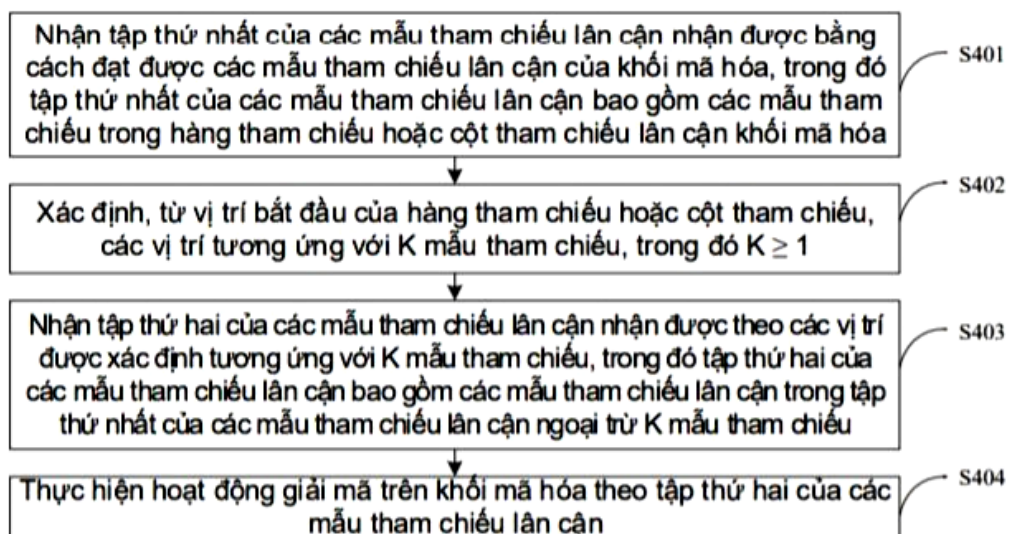 Nhận tập thứ nhất của các mẫu tham chiếu lân cận nhận được bằng
cách đạt được các mẫu tham chiếu lân cận của khối mã hóa, trong đó
tập thứ nhất của các mẫu tham chiếu lân cận bao gồm các mẫu tham
chiếu trong hàng tham chiếu hoặc cột tham chiếu lân cận khối mã hóa
S401
Xác định, từ vị trí bắt đầu của hàng tham chiếu hoặc cột tham chiếu,
các vị trí tương ứng với K mẫu tham chiếu, trong đó K ≥ 1
S402
Nhận tập thứ hai của các mẫu tham chiếu lân cận nhận được theo các vị trí
được xác định tương ứng với K mẫu tham chiếu, trong đó tập thứ hai của
các mẫu tham chiếu lân cận bao gồm các mẫu tham chiếu lân cận trong tập
thứ nhất của các mẫu tham chiếu lân cận ngoại trừ K mẫu tham chiếu
S403
Thực hiện hoạt động giải mã trên khối mã hóa theo tập thứ hai của các
mẫu tham chiếu lân cận
S404